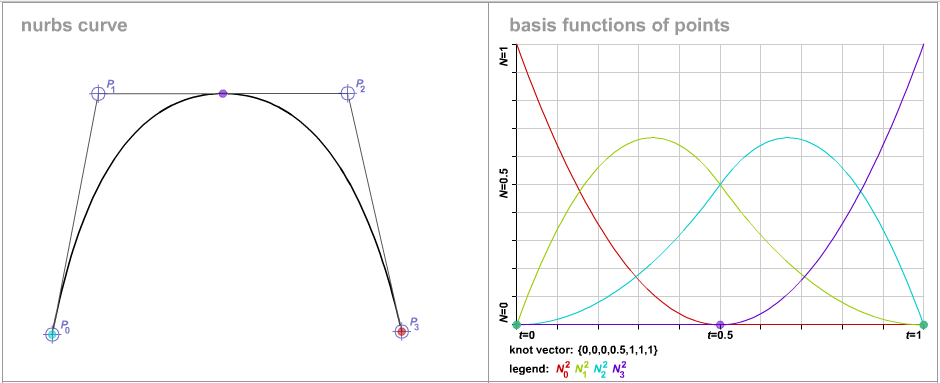 nurbs curve
P1
P2
P0
P3
basis functions of points
N=1
N=0.5
N=0
t=0
t=0.5
t=1
knot vector: {0,0,0,0.5,1,1,1}
legend: N₀² N₁² N₂² N₃²